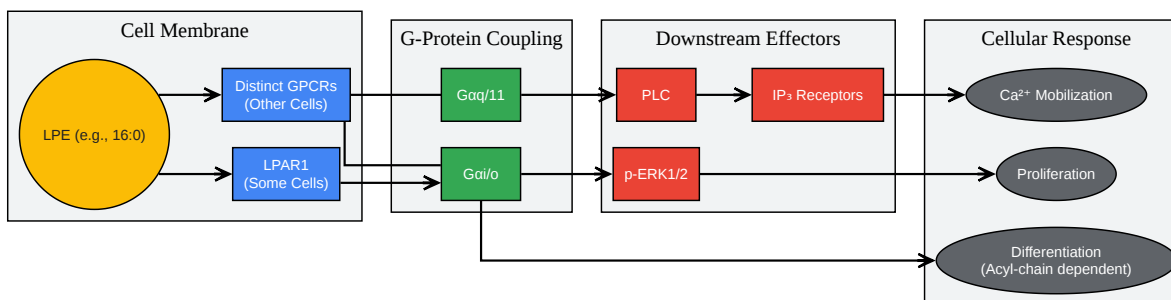 Cell Membrane
G-Protein Coupling
Downstream Effectors
Cellular Response
LPE (e.g., 16:0)
Distinct GPCRs
(Other Cells)
Gαq/11
PLC
IP₃ Receptors
Ca²⁺ Mobilization
LPAR1
(Some Cells)
Gαi/o
p-ERK1/2
Proliferation
Differentiation
(Acyl-chain dependent)